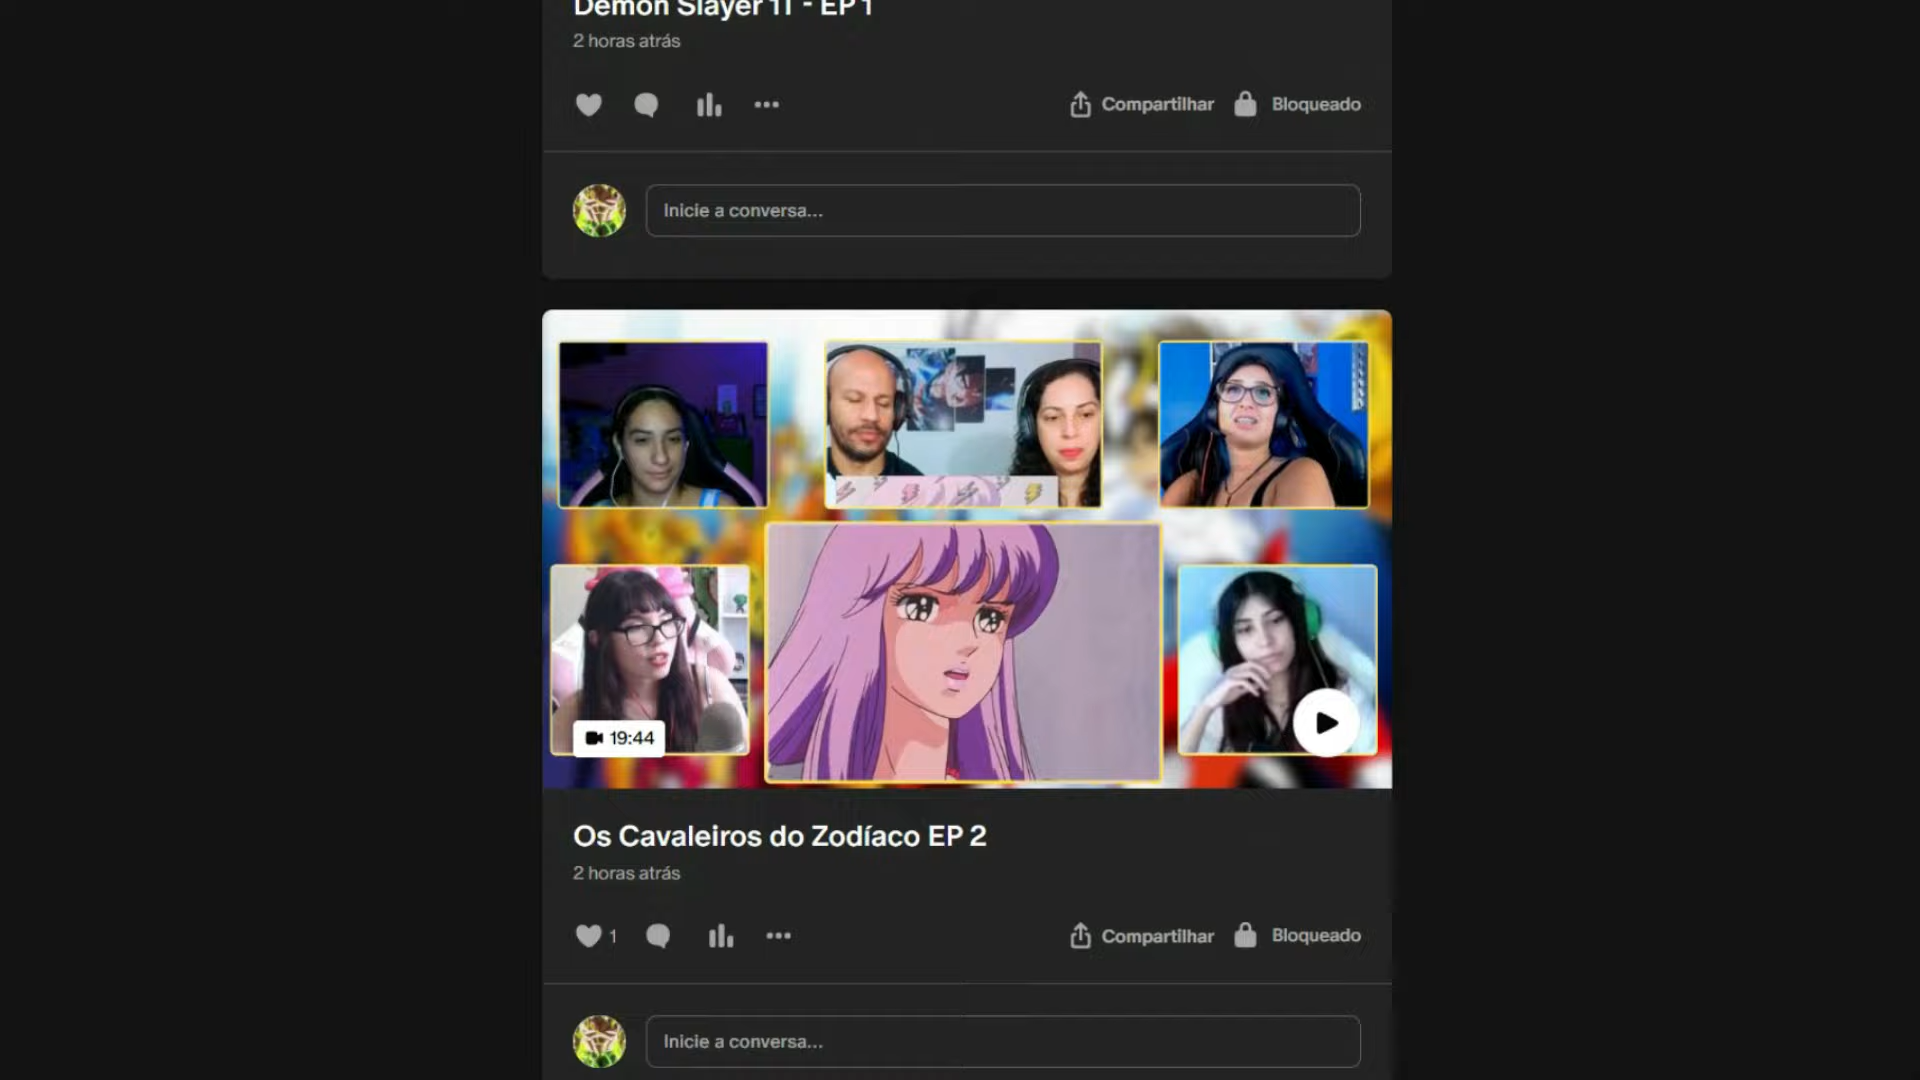 Demon Slayer 1T - EP 1
2 horas atrás
Compartilhar
Bloqueado
Inicie a conversa...
19:44
Os Cavaleiros do Zodíaco EP 2
2 horas atrás
1
Compartilhar
Bloqueado
Inicie a conversa...